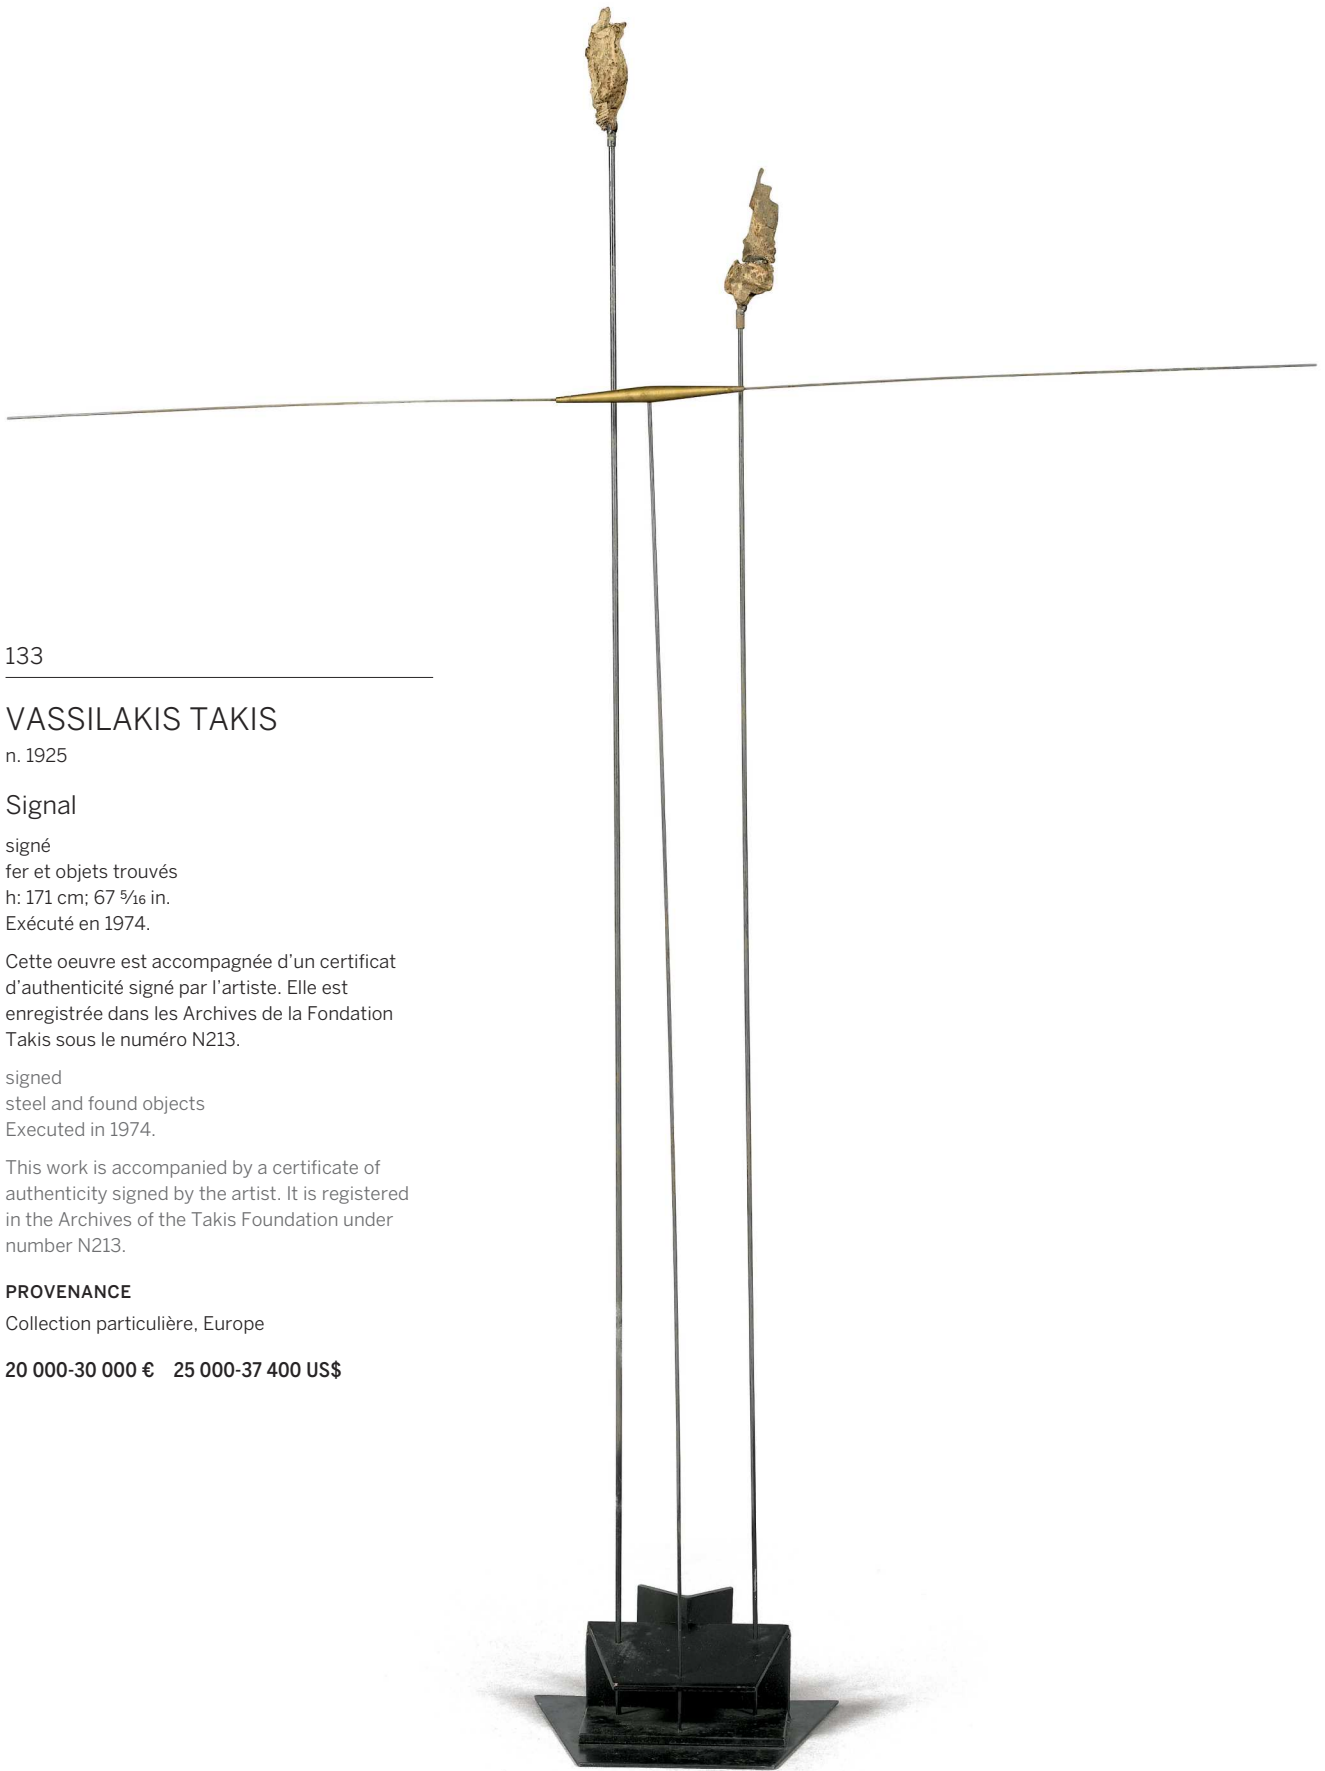 133
VASSILAKIS TAKIS
n. 1925
Signal
signé
fer et objets trouvés
h: 171 cm; 67 ⁵⁄₁₆ in.
Exécuté en 1974.
Cette oeuvre est accompagnée d'un certificat
d'authenticité signé par l'artiste. Elle est
enregistrée dans les Archives de la Fondation
Takis sous le numéro N213.
signed
steel and found objects
Executed in 1974.
This work is accompanied by a certificate of
authenticity signed by the artist. It is registered
in the Archives of the Takis Foundation under
number N213.
PROVENANCE
Collection particulière, Europe
20 000-30 000 € 25 000-37 400 US$